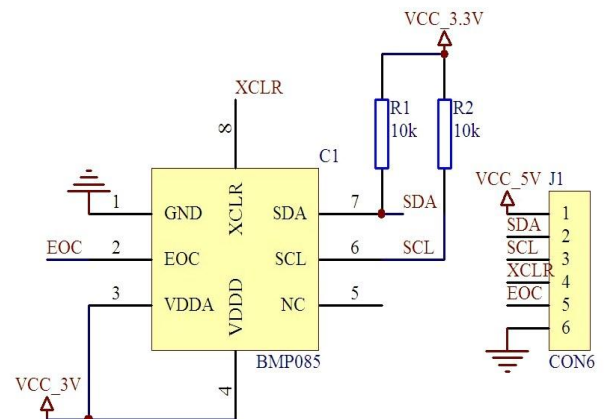 VCC_3.3V
XCLR
R1
R2
10k
10k
8
C1
J1
VCC_5V
1
GND
XCLR
SDA
7
SDA
1
SDA
2
EOC
2
EOC
SCL
6
SCL
SCL
3
XCLR
4
3
VDDA
VDDD
NC
5
EOC
5
6
4
BMP085
CON6
VCC_3V